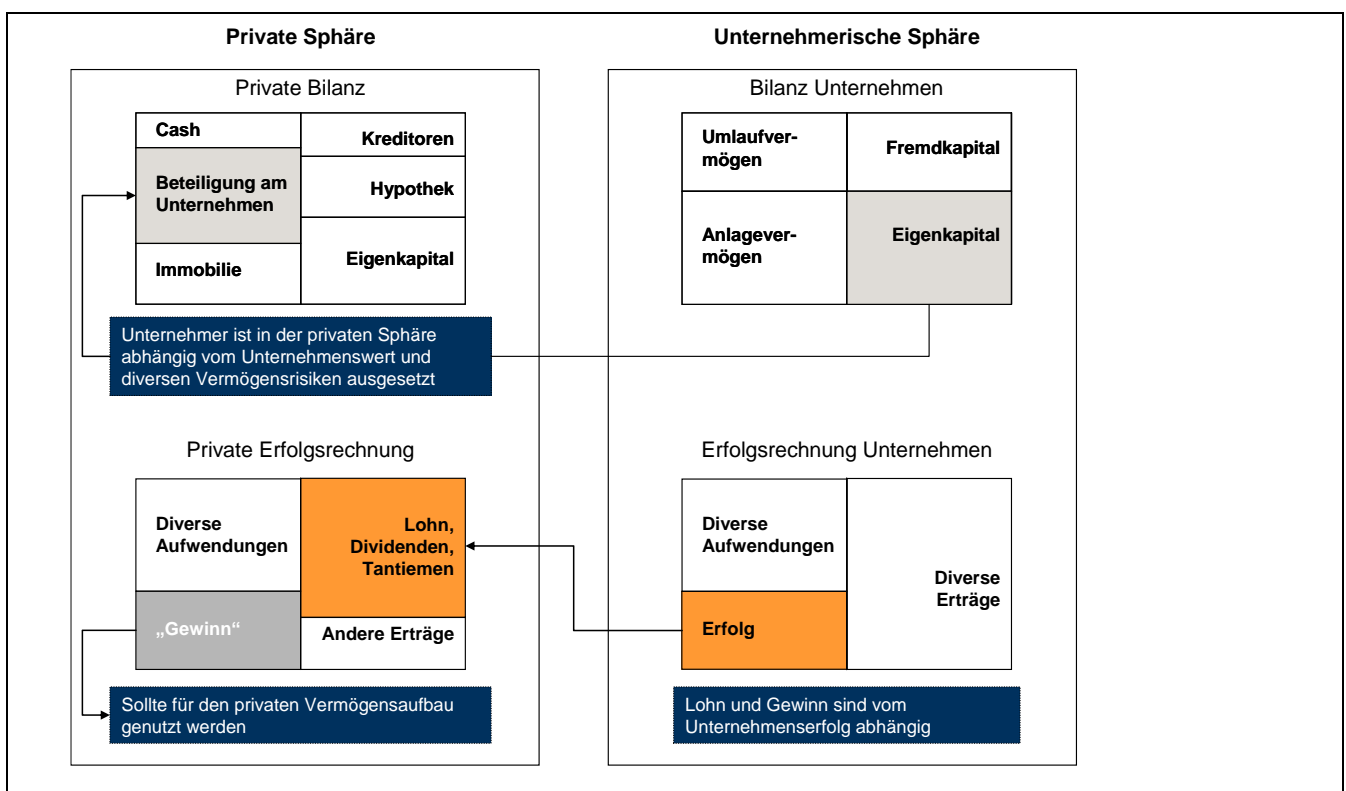 Private Sphäre
Unternehmerische Sphäre
Private Bilanz
Cash
Beteiligung am
Unternehmen
Immobilie
Kreditoren
Hypothek
Eigenkapital
Unternehmer ist in der privaten Sphäre
abhängig vom Unternehmenswert und
diversen Vermögensrisiken ausgesetzt
Bilanz Unternehmen
Umlaufver-
mögen
Anlagever-
mögen
Fremdkapital
Eigenkapital
Private Erfolgsrechnung
Diverse
Aufwendungen
„Gewinn“
Lohn,
Dividenden,
Tantiemen
Andere Erträge
Sollte für den privaten Vermögensaufbau
genutzt werden
Erfolgsrechnung Unternehmen
Diverse
Aufwendungen
Erfolg
Diverse
Erträge
Lohn und Gewinn sind vom
Unternehmenserfolg abhängig